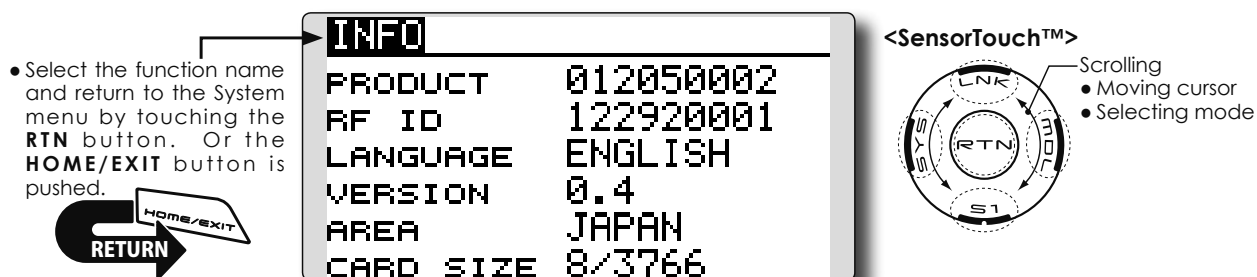 ● Select the function name
and return to the System
menu by touching the
RTN button. Or the
HOME/EXIT button is
pushed.
HOME/EXIT
RETURN
INFO
PRODUCT 012050002
RF ID 122920001
LANGUAGE ENGLISH
VERSION 0.4
AREA JAPAN
CARD SIZE 8/3766
<SensorTouch™>
LNK
SYS
RTN
MDL
S1
Scrolling
● Moving cursor
● Selecting mode